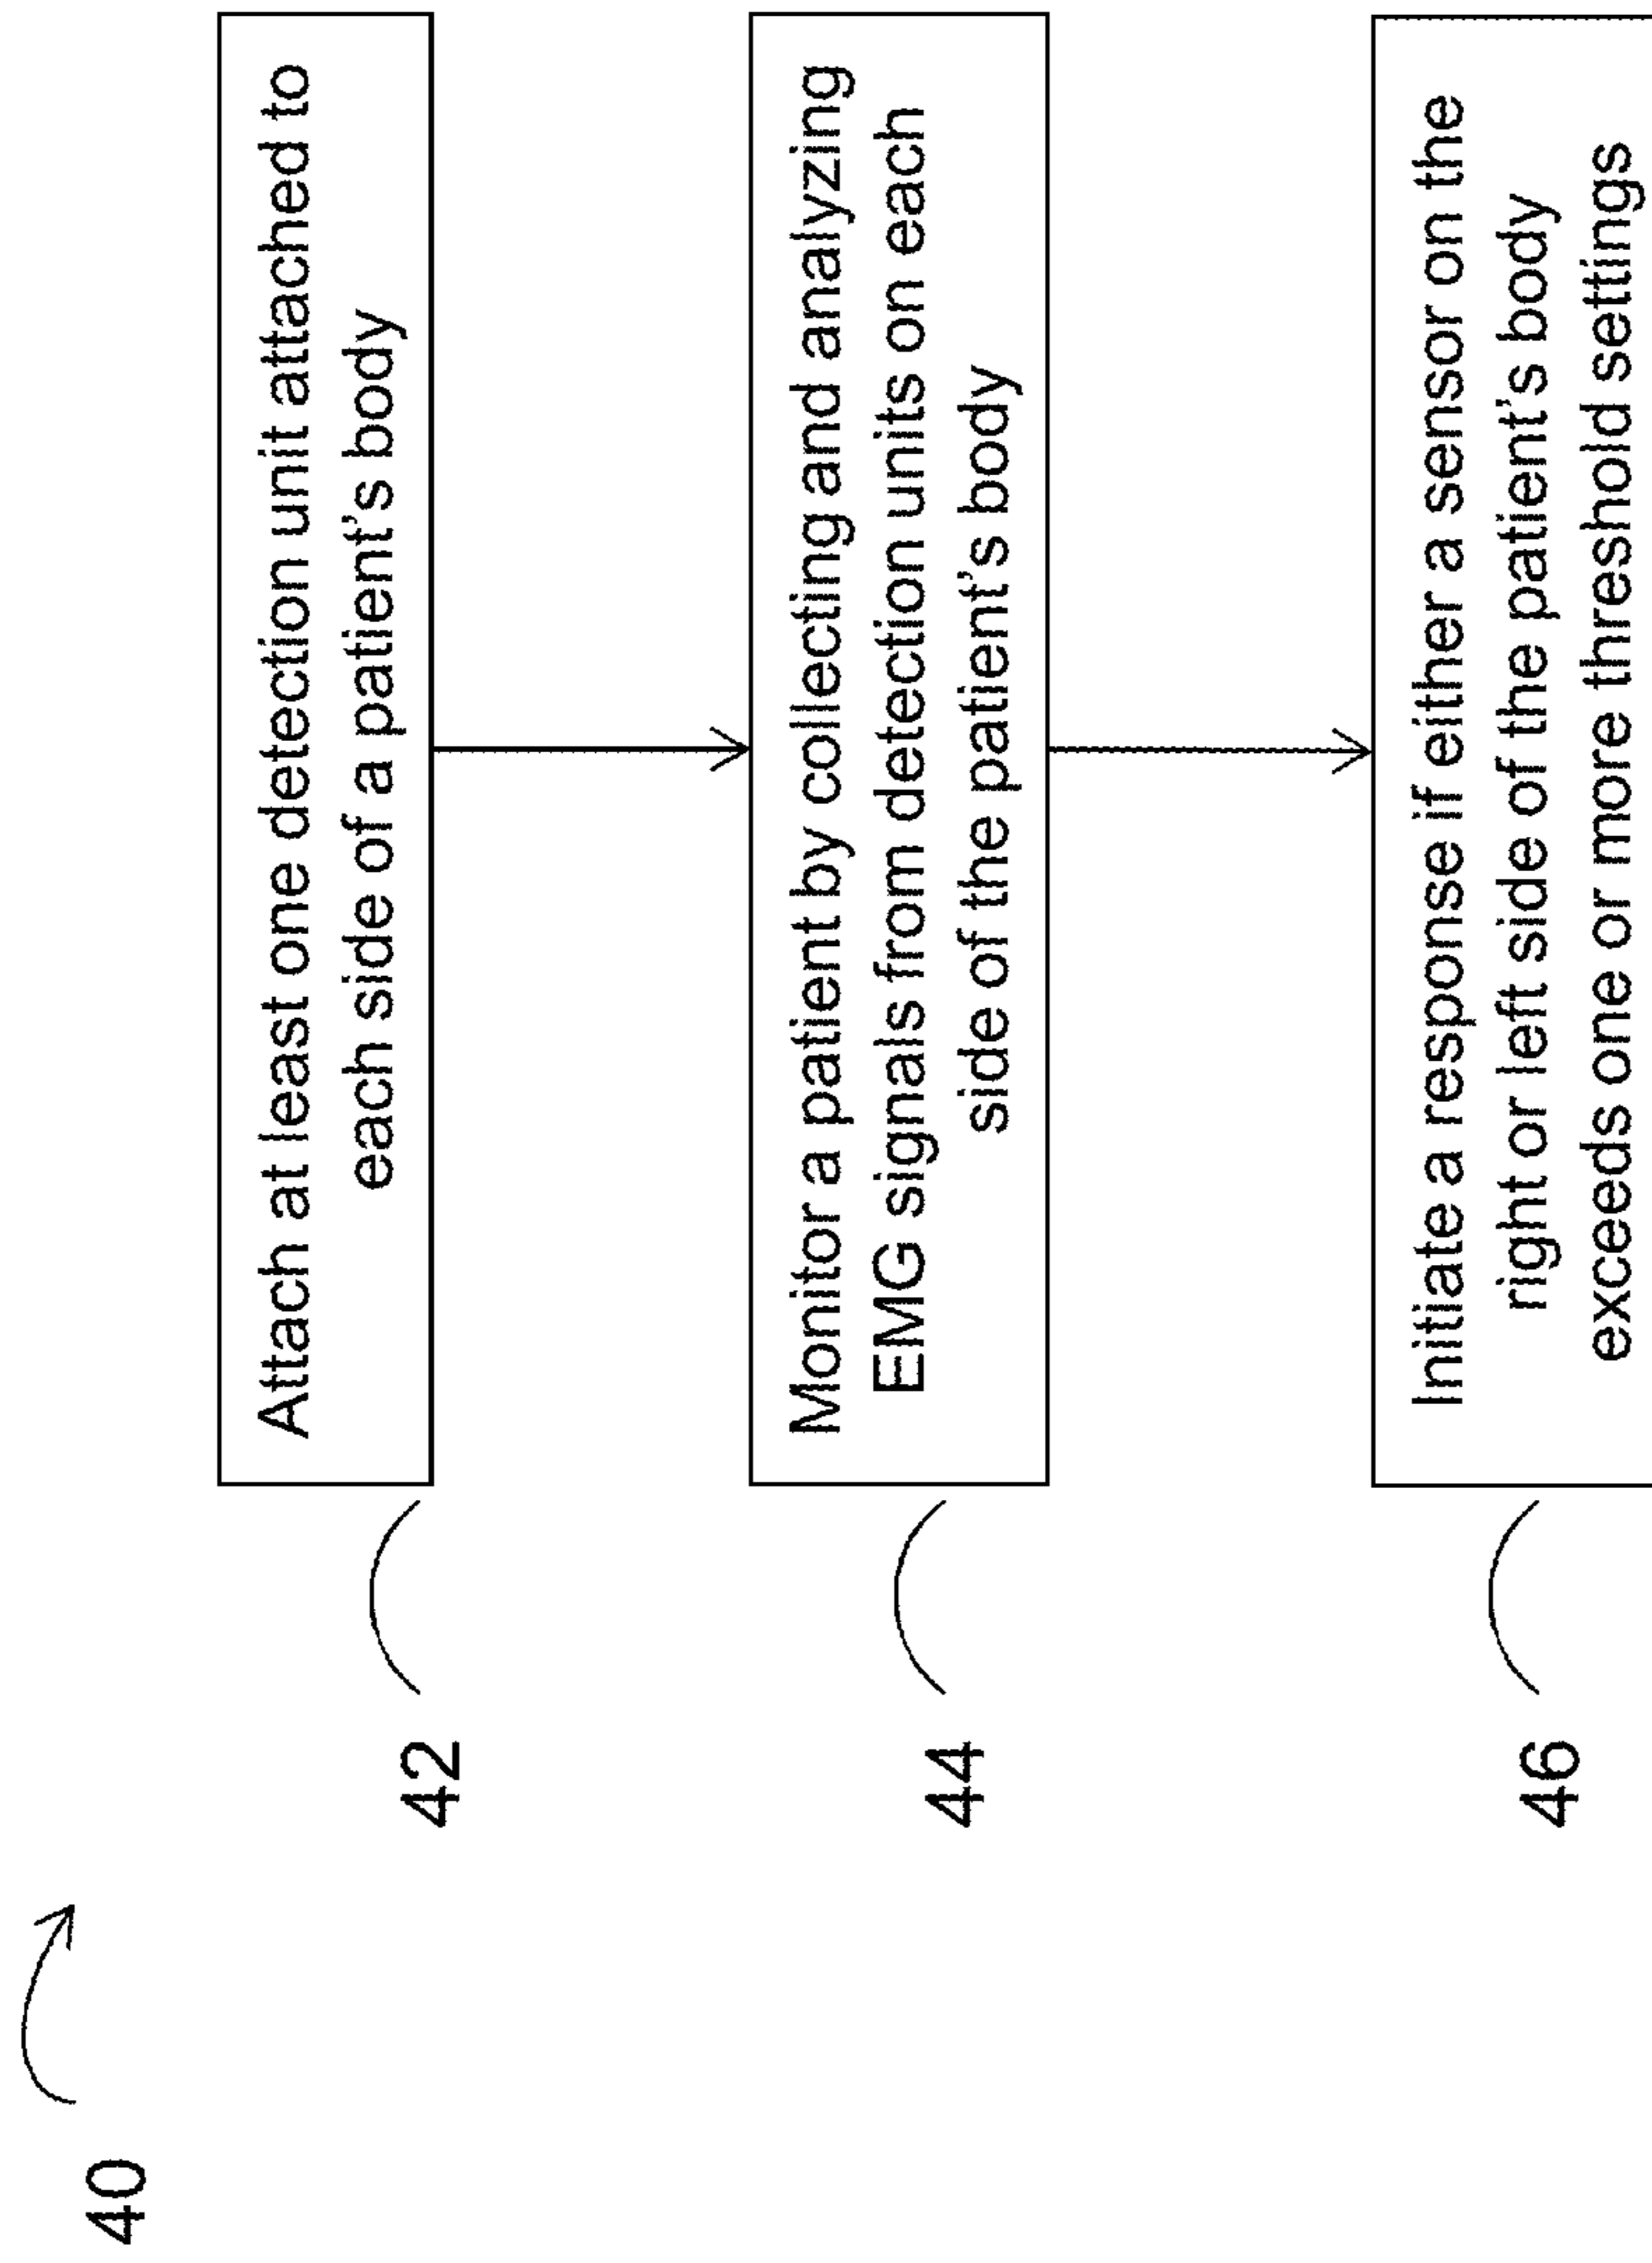 40
42
Attach at least one detection unit attached to
each side of a patient's body
44
Monitor a patient by collecting and analyzing
EMG signals from detection units on each
side of the patient's body
46
Initiate a response if either a sensor on the
right or left side of the patient's body
exceeds one or more threshold settings